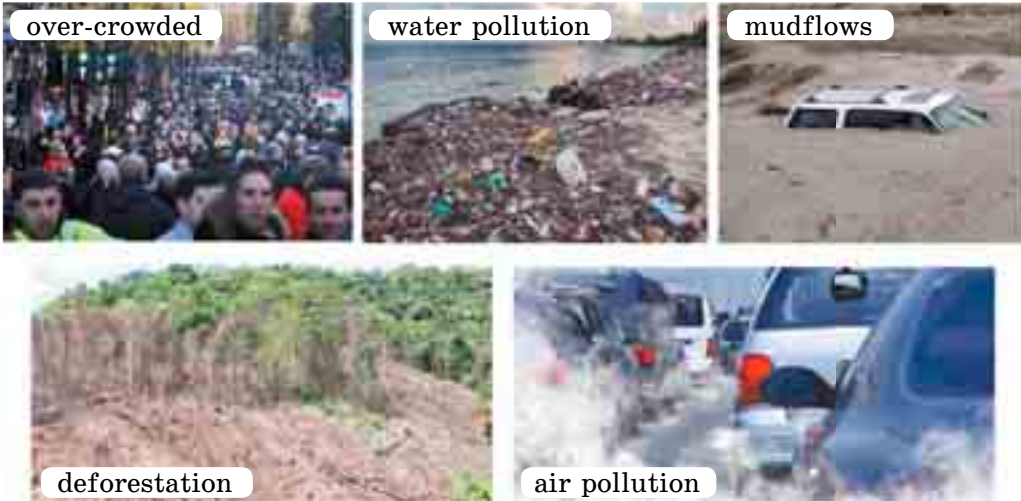 over-crowded
water pollution
mudflows
deforestation
air pollution